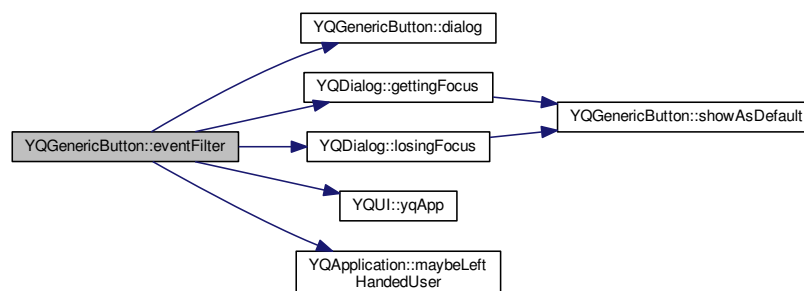 YQGenericButton::dialog
YQDialog::gettingFocus
YQGenericButton::showAsDefault
YQGenericButton::eventFilter
YQDialog::losingFocus
YQUI::yqApp
YQApplication::maybeLeft
HandedUser